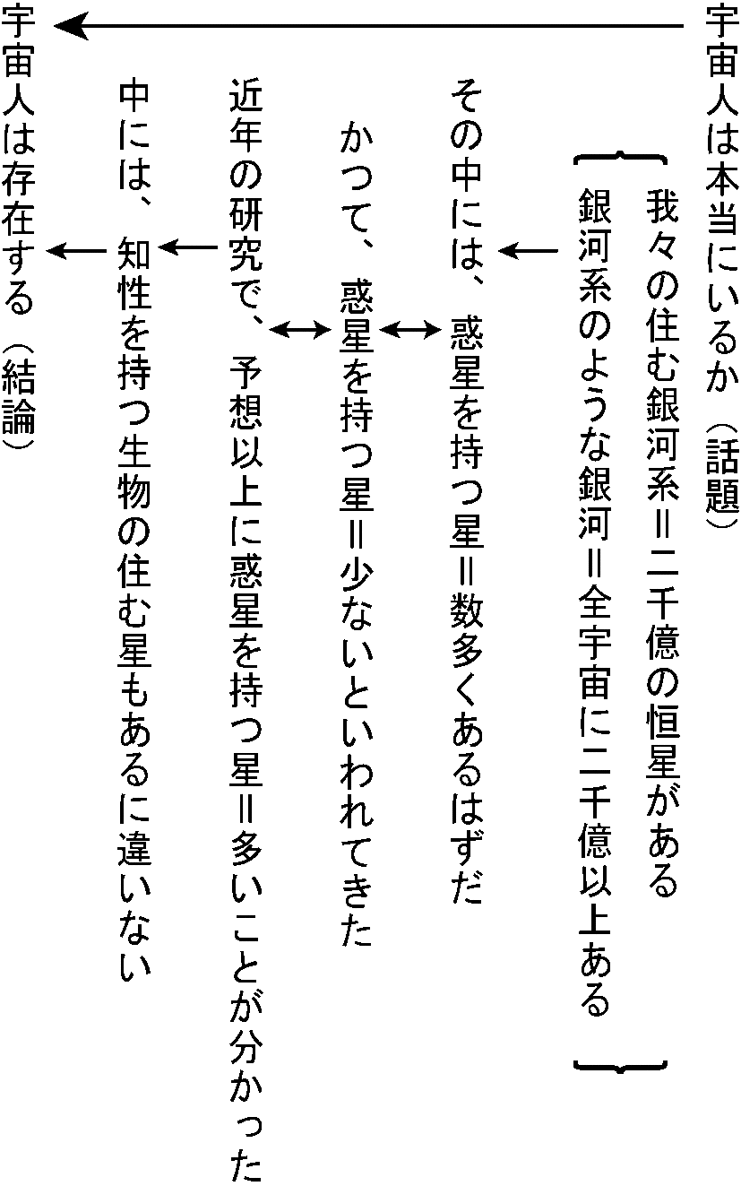 宇宙人は本当にいるか（話題）
我々の住む銀河系＝二千億の恒星がある
銀河系のような銀河＝全宇宙に二千億以上ある
その中には、惑星を持つ星＝数多くあるはずだ
かつて、惑星を持つ星＝少ないといわれてきた
近年の研究で、予想以上に惑星を持つ星＝多いことが分かった
中には、知性を持つ生物の住む星もあるに違いない
宇宙人は存在する（結論）